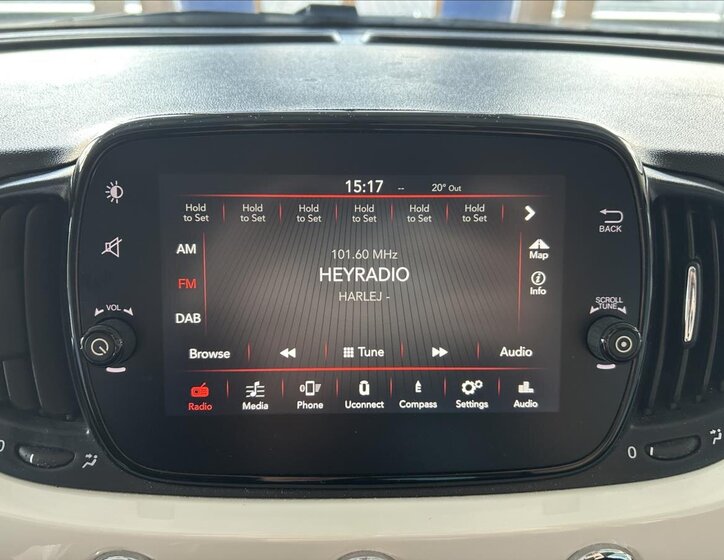 15:17 -- 20° Out
Hold to Set Hold to Set Hold to Set Hold to Set Hold to Set Hold to Set
BACK
AM
101.60 MHz
Map
HEYRADIO
FM
Info
HARLEJ -
VOL
SCROLL
TUNE
DAB
Browse Tune Audio
Radio Media Phone Uconnect Compass Settings Audio
0 0